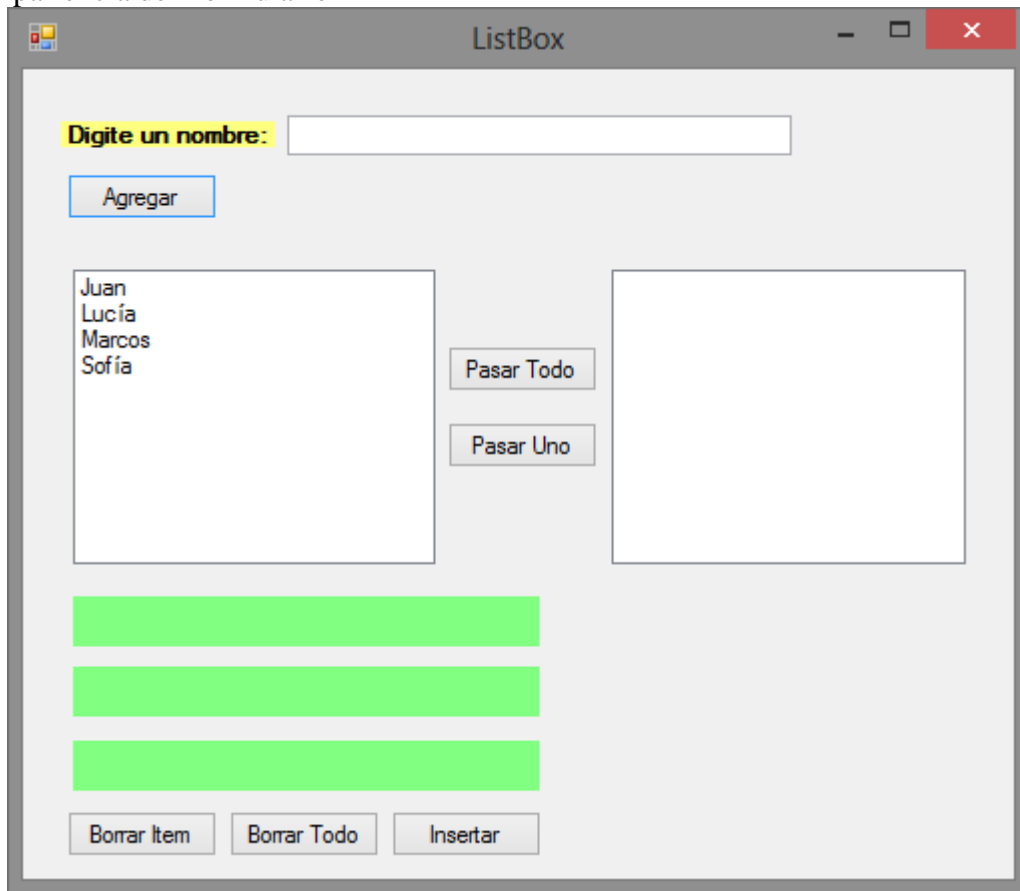 ListBox
Digite un nombre:
Agregar
Juan
Lucía
Marcos
Sofía
Pasar Todo
Pasar Uno
Borrar Item Borrar Todo Insertar